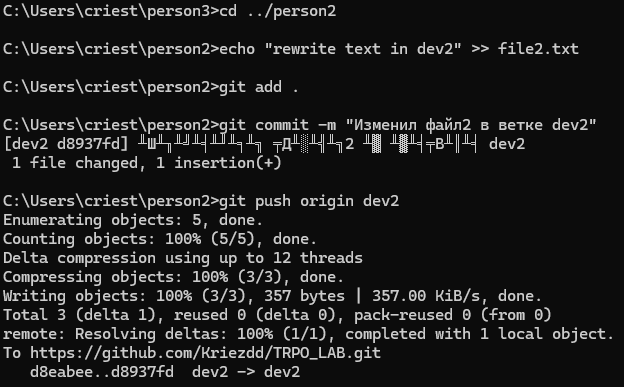 C:\Users\criest\person3>cd ../person2
C:\Users\criest\person2>echo "rewrite text in dev2" >> file2.txt
C:\Users\criest\person2>git add .
C:\Users\criest\person2>git commit -m "Изменил файл2 в ветке dev2"
[dev2 d8937fd] dev2
1 file changed, 1 insertion(+)
C:\Users\criest\person2>git push origin dev2
Enumerating objects: 5, done.
Counting objects: 100% (5/5), done.
Delta compression using up to 12 threads
Compressing objects: 100% (3/3), done.
Writing objects: 100% (3/3), 357 bytes | 357.00 KiB/s, done.
Total 3 (delta 1), reused 0 (delta 0), pack-reused 0 (from 0)
remote: Resolving deltas: 100% (1/1), completed with 1 local object.
To https://github.com/Kriezdd/TRPO_LAB.git
d8eabee..d8937fd dev2 -> dev2